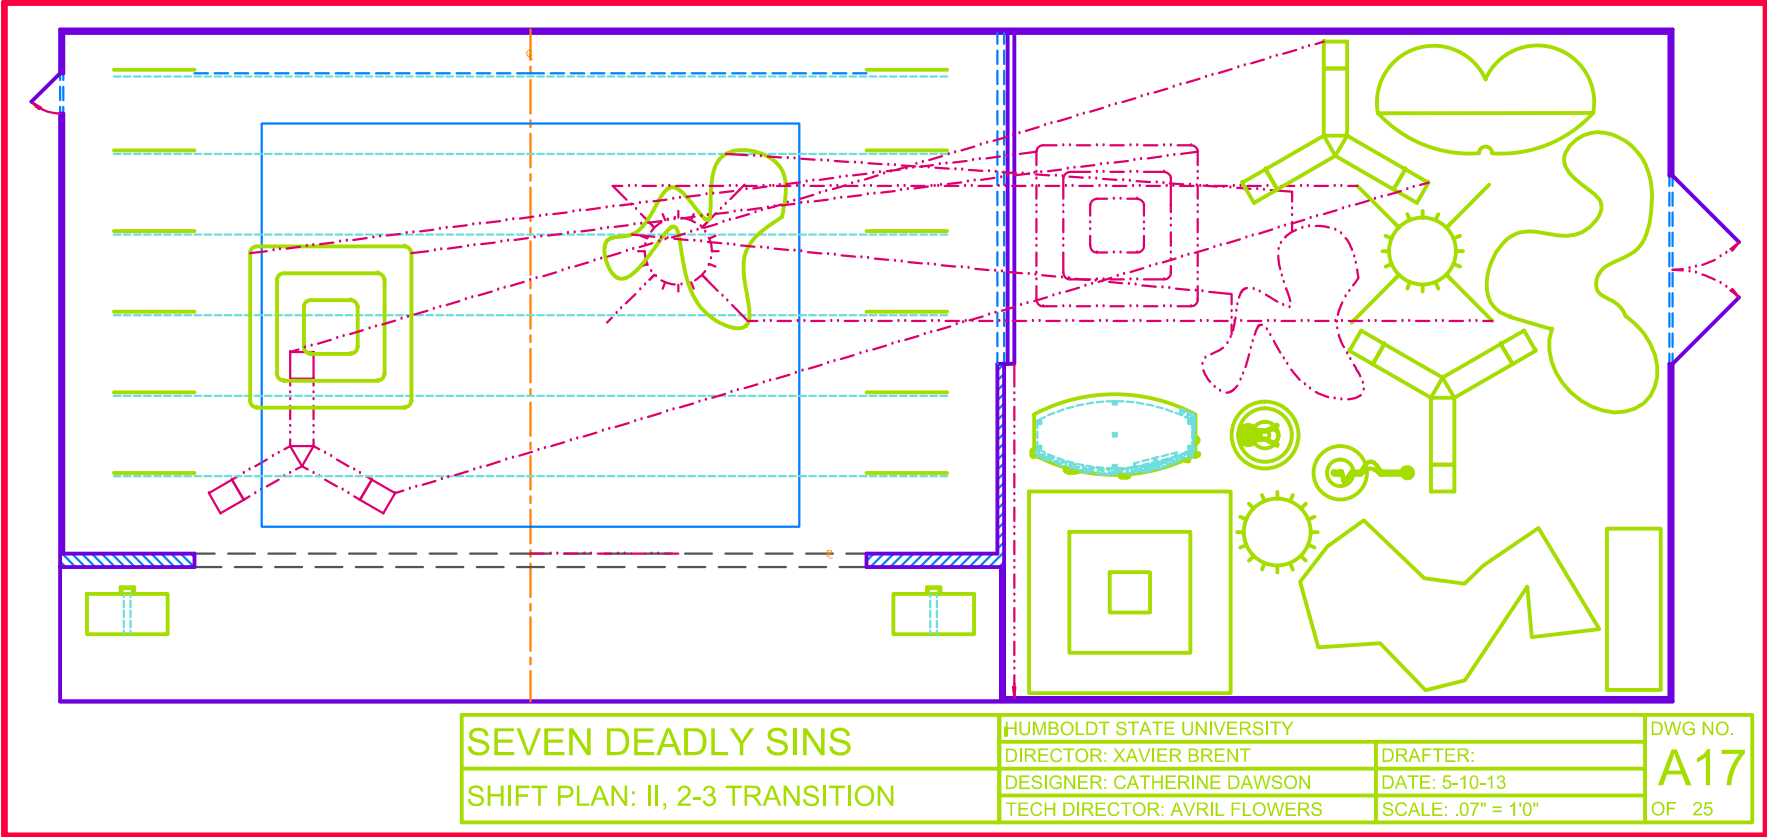 SEVEN DEADLY SINS
SHIFT PLAN: II, 2-3 TRANSITION
HUMBOLDT STATE UNIVERSITY
DIRECTOR: XAVIER BRENT
DRAFTER:
DESIGNER: CATHERINE DAWSON
DATE: 5-10-13
TECH DIRECTOR: AVRIL FLOWERS
SCALE: .07" = 1'0"
DWG NO.
A17
OF 25